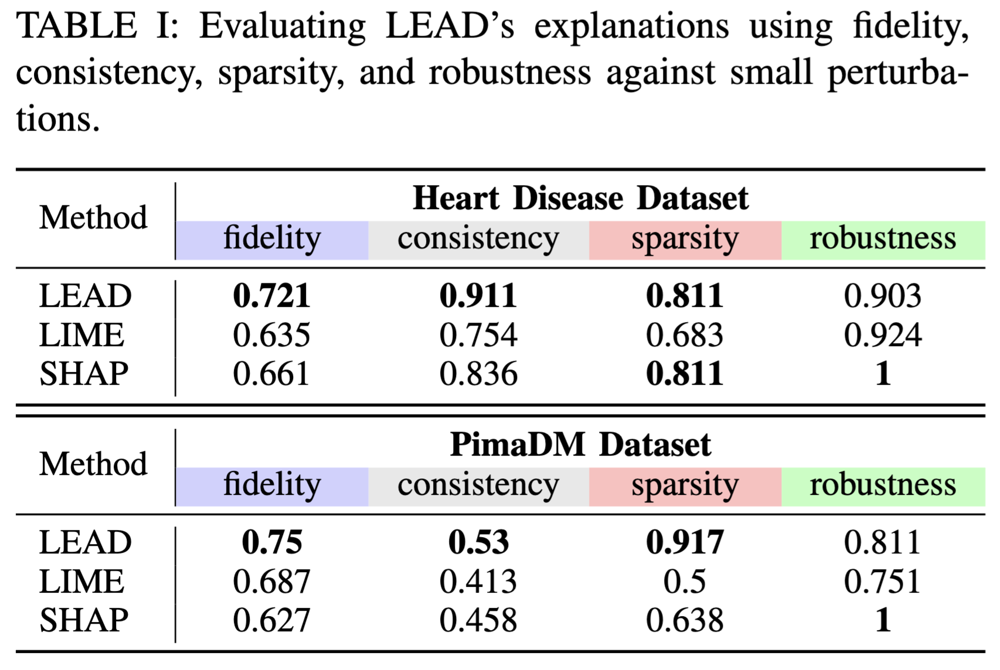 TABLE I: Evaluating LEAD's explanations using fidelity,
consistency, sparsity, and robustness against small perturba-
tions.
Method
Heart Disease Dataset
fidelity consistency sparsity robustness
LEAD 0.721 0.911 0.811 0.903
LIME 0.635 0.754 0.683 0.924
SHAP 0.661 0.836 0.811 1
Method
PimaDM Dataset
fidelity consistency sparsity robustness
LEAD 0.75 0.53 0.917 0.811
LIME 0.687 0.413 0.5 0.751
SHAP 0.627 0.458 0.638 1